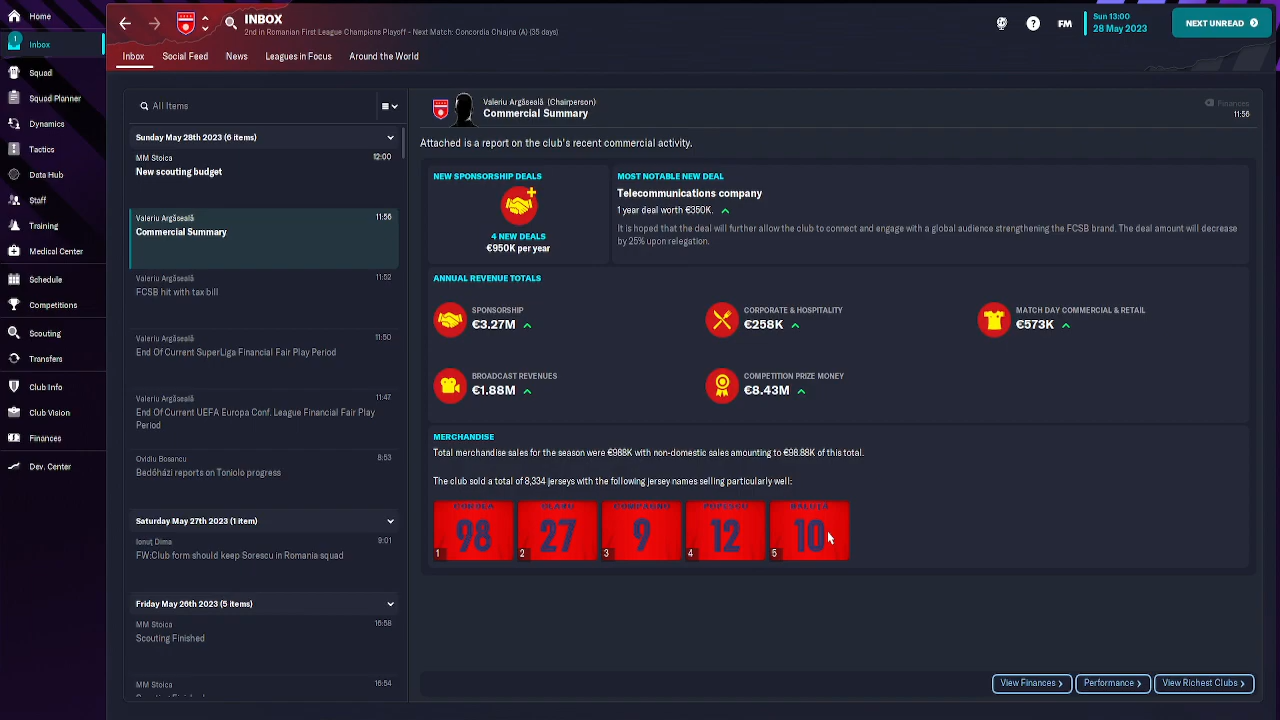 Home
1
Inbox
Squad
Squad Planner
Dynamics
Tactics
Data Hub
Staff
Training
Medical Center
Schedule
Competitions
Scouting
Transfers
Club Info
Club Vision
Finances
Dev. Center
INBOX
2nd in Romanian First League Champions Playoff - Next Match: Concordia Chiajna (A) (35 days)
?
FM
Sun 13:00
28 May 2023
NEXT UNREAD
Inbox
Social Feed
News
Leagues in Focus
Around the World
All Items
Sunday May 28th 2023 (6 items)
MM Stoica 12:00
New scouting budget
Valeriu Argăseală 11:56
Commercial Summary
Valeriu Argăseală 11:52
FCSB hit with tax bill
Valeriu Argăseală 11:50
End Of Current SuperLiga Financial Fair Play Period
Valeriu Argăseală 11:47
End Of Current UEFA Europa Conf. League Financial Fair Play
Period
Ovidiu Bosancu 8:53
Bedőházi reports on Toniolo progress
Saturday May 27th 2023 (1 item)
Ionuț Dima 9:01
FW:Club form should keep Sorescu in Romania squad
Friday May 26th 2023 (5 items)
MM Stoica 16:58
Scouting Finished
MM Stoica 16:54
Valeriu Argăseală (Chairperson)
Commercial Summary
Finances
11:56
Attached is a report on the club's recent commercial activity.
NEW SPONSORSHIP DEALS
4 NEW DEALS
€950K per year
MOST NOTABLE NEW DEAL
Telecommunications company
1 year deal worth €350K.
It is hoped that the deal will further allow the club to connect and engage with a global audience strengthening the FCSB brand. The deal amount will decrease
by 25% upon relegation.
ANNUAL REVENUE TOTALS
SPONSORSHIP
€3.27M
CORPORATE & HOSPITALITY
€258K
MATCH DAY COMMERCIAL & RETAIL
€573K
BROADCAST REVENUES
€1.88M
COMPETITION PRIZE MONEY
€8.43M
MERCHANDISE
Total merchandise sales for the season were €988K with non-domestic sales amounting to €98.88K of this total.
The club sold a total of 8,334 jerseys with the following jersey names selling particularly well:
98
1
OLARU
27
2
COMPAGNO
9
3
POPESCU
12
4
10
5
View Finances
Performance
View Richest Clubs